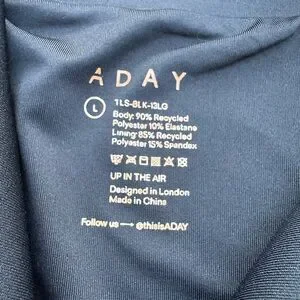 ADAY
L
1LS-BLK-13LG
Body: 90% Recycled
Polyester 10% Elastane
Lining: 85% Recycled
Polyester 15% Spandex
UP IN THE AIR
Designed in London
Made in China
Follow us → @thisisADAY